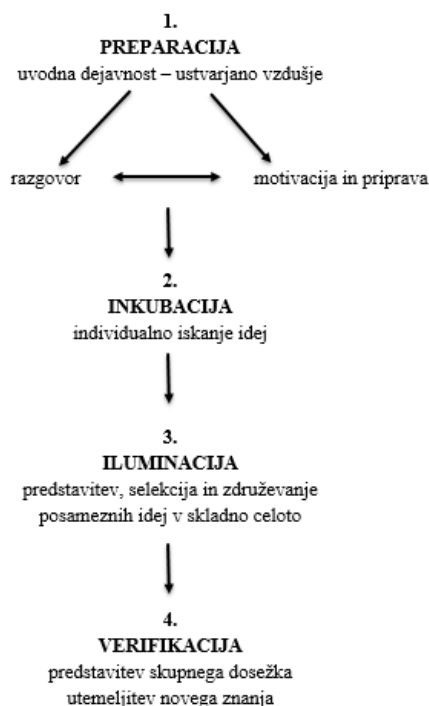 1.
PREPARACIJA
uvodna dejavnost – ustvarjano vzdušje
razgovor
motivacija in priprava
2.
INKUBACIJA
individualno iskanje idej
3.
ILUMINACIJA
predstavitev, selekcija in združevanje
posameznih idej v skladno celoto
4.
VERIFIKACIJA
predstavitev skupnega dosežka
utemeljitev novega znanja